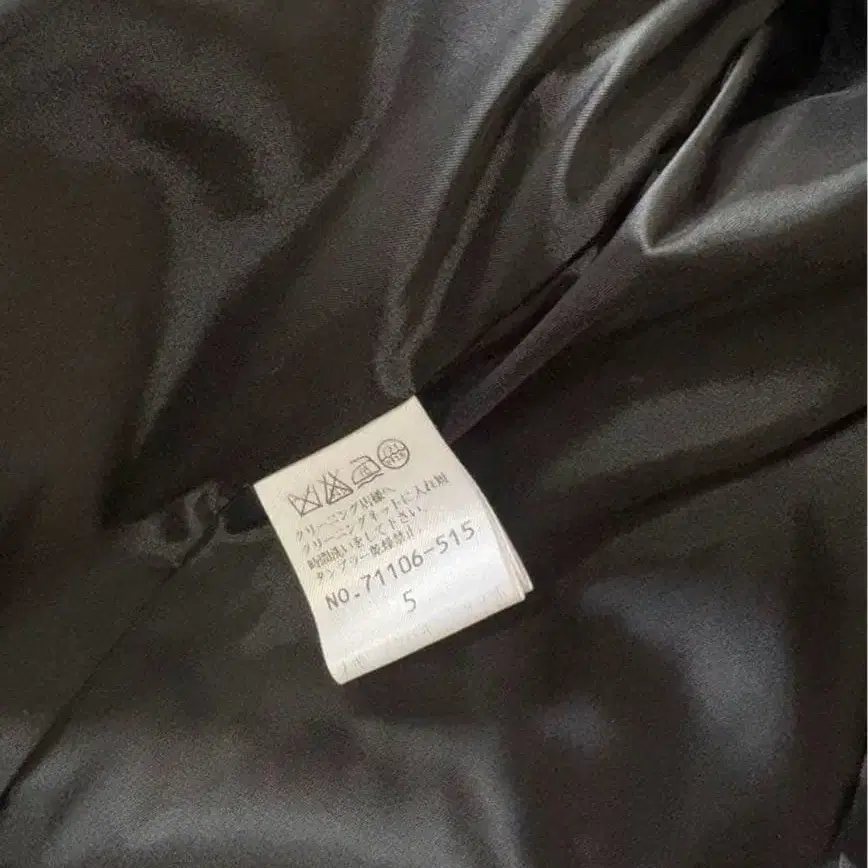 クリーニング店様へ
クリーニングネットに入れ短
時間洗いをして下さい。
タンブラー乾燥禁止
NO.71106-515
5